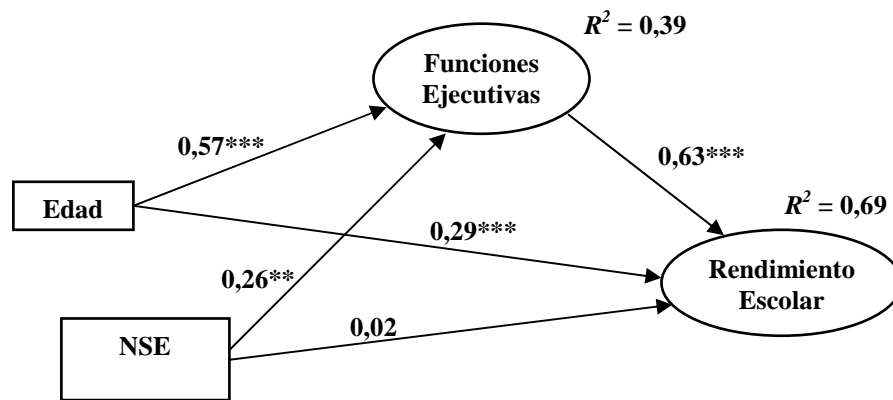 R² = 0,39
Funciones
Ejecutivas
0,57***
0,63***
Edad
R² = 0,69
0,29***
Rendimiento
Escolar
0,26**
0,02
NSE